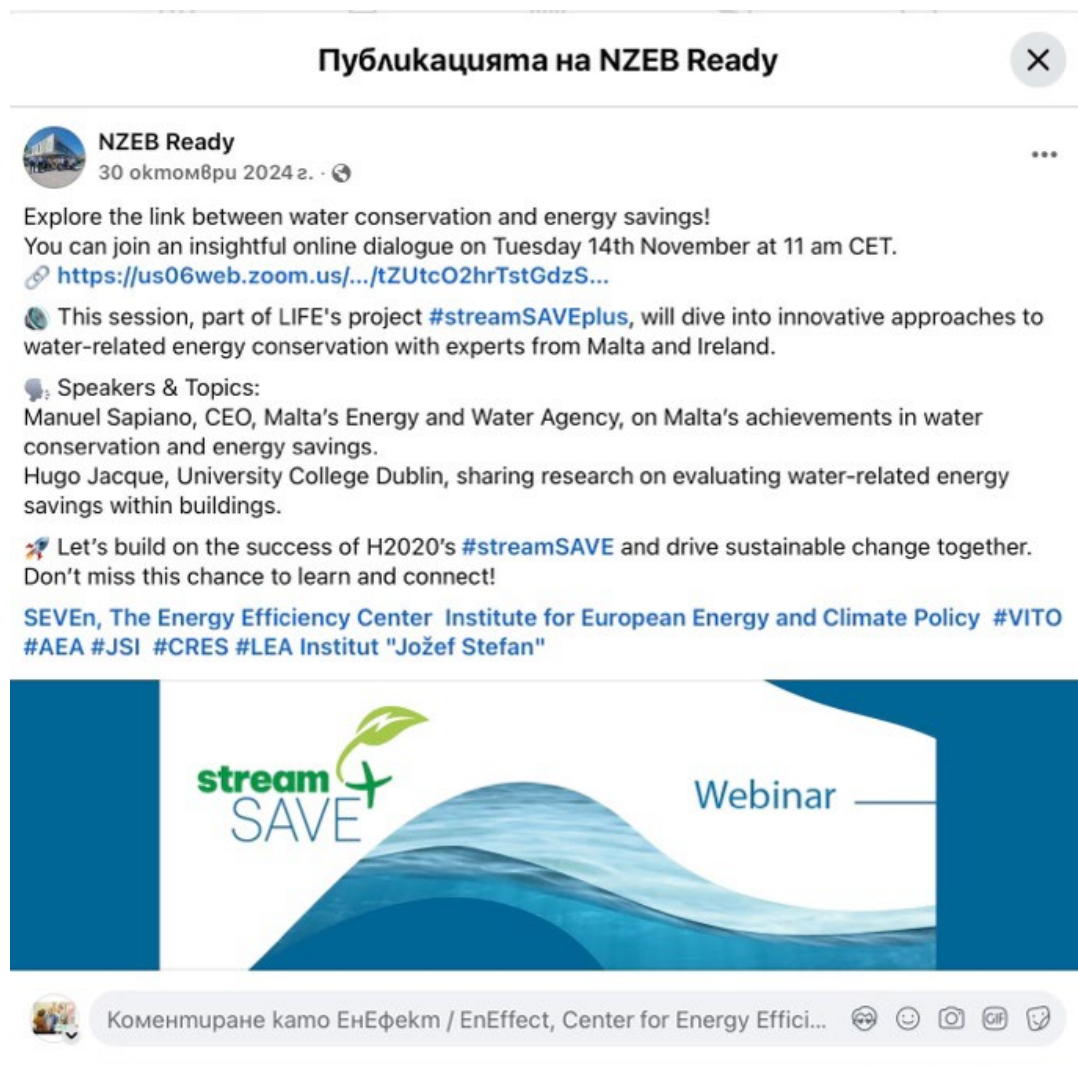 Публикацията на NZEB Ready
NZEB Ready
30 октомври 2024 г. ·
Explore the link between water conservation and energy savings!
You can join an insightful online dialogue on Tuesday 14th November at 11 am CET.
🔗 https://us06web.zoom.us/.../tZUtcO2hrTstGdzS...
🔊 This session, part of LIFE's project #streamSAVEplus, will dive into innovative approaches to
water-related energy conservation with experts from Malta and Ireland.
🗣 Speakers & Topics:
Manuel Sapiano, CEO, Malta’s Energy and Water Agency, on Malta’s achievements in water
conservation and energy savings.
Hugo Jacque, University College Dublin, sharing research on evaluating water-related energy
savings within buildings.
🚀 Let’s build on the success of H2020’s #streamSAVE and drive sustainable change together.
Don’t miss this chance to learn and connect!
SEVEn, The Energy Efficiency Center Institute for European Energy and Climate Policy #VITO
#AEA #JSI #CRES #LEA Institut "Jožef Stefan"
stream
SAVE
Webinar
Коментиране като ЕнЕфект / EnEffect, Center for Energy Effici...
GIF